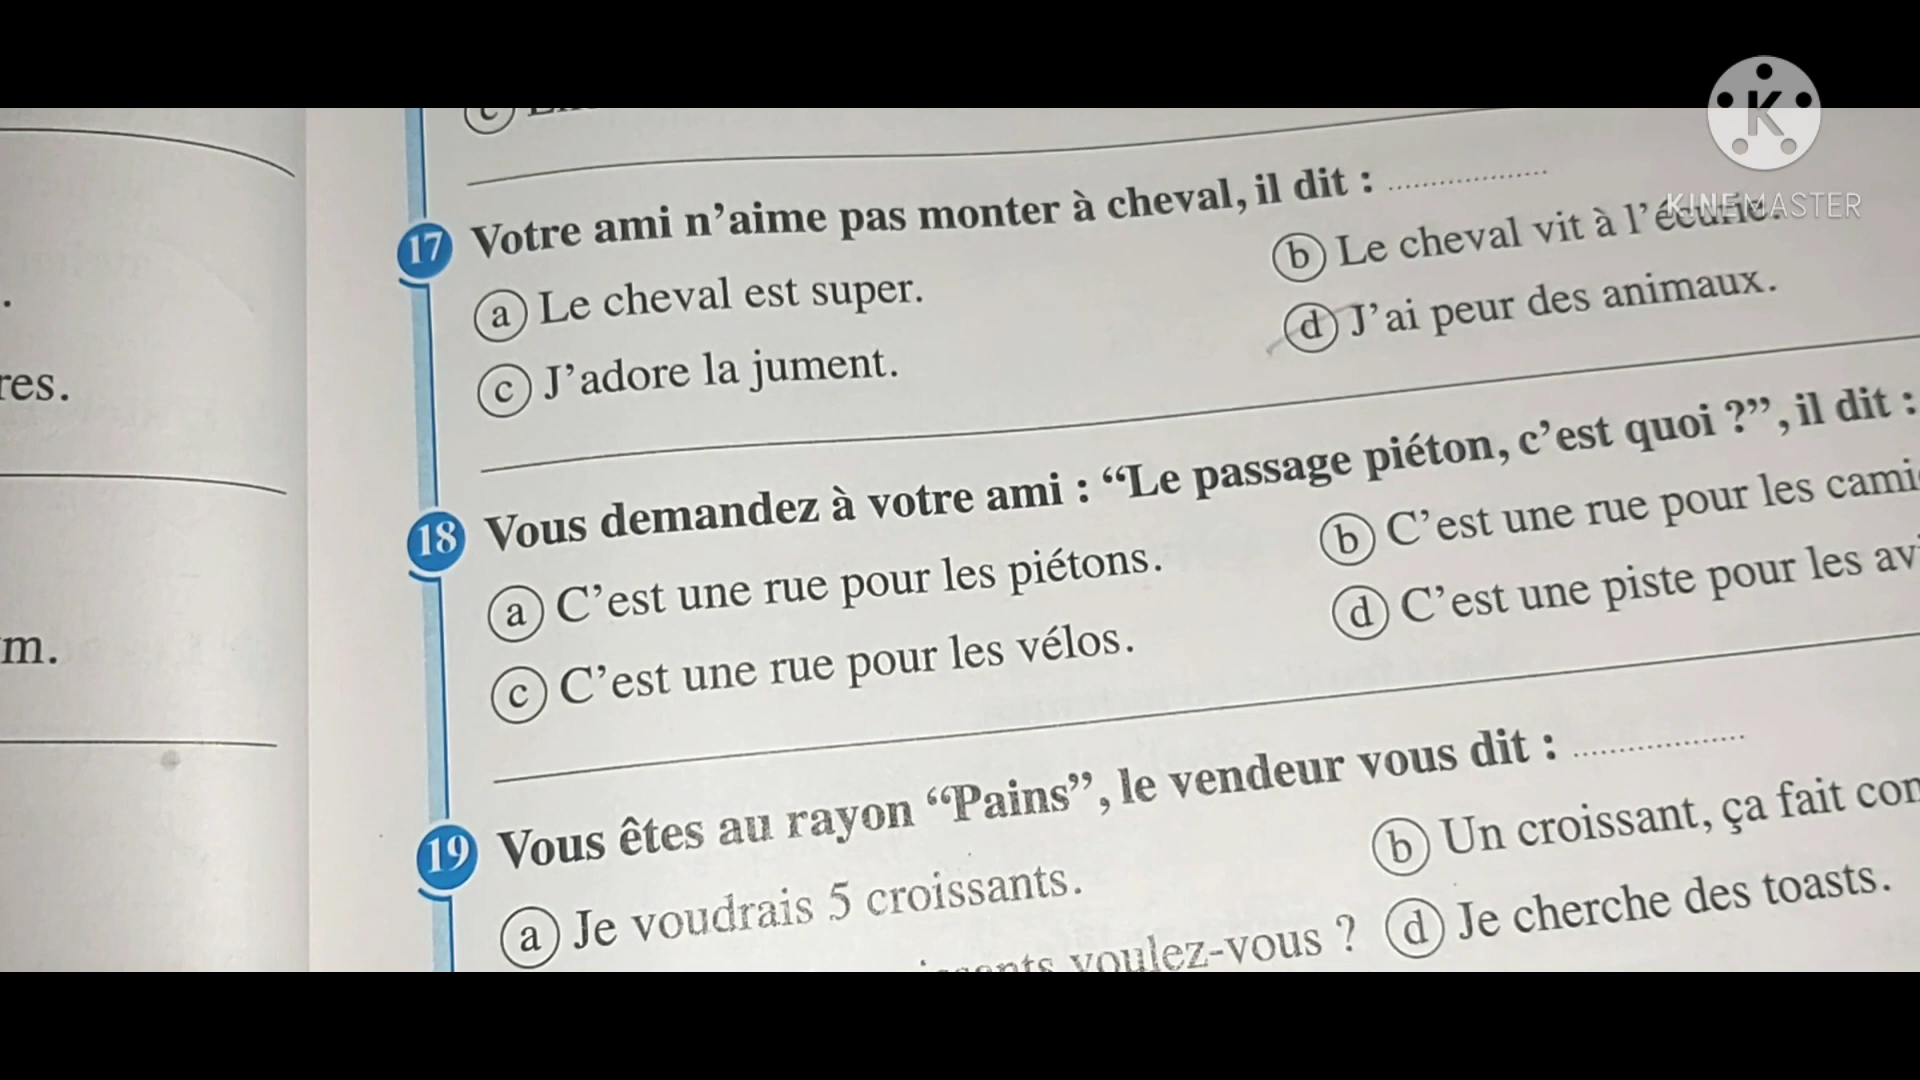 17 Votre ami n’aime pas monter à cheval, il dit : ..................
a Le cheval est super.
b Le cheval vit à l’écurie.
c J’adore la jument.
d J’ai peur des animaux.
18 Vous demandez à votre ami : “Le passage piéton, c’est quoi ?”, il dit :
a C’est une rue pour les piétons.
b C’est une rue pour les
c C’est une rue pour les vélos.
d C’est une piste pour les
19 Vous êtes au rayon “Pains”, le vendeur vous dit : ..................
a Je voudrais 5 croissants.
b Un croissant, ça fait
voulez-vous ?
d Je cherche des toasts.
res.
m.
K
KINEMASTER